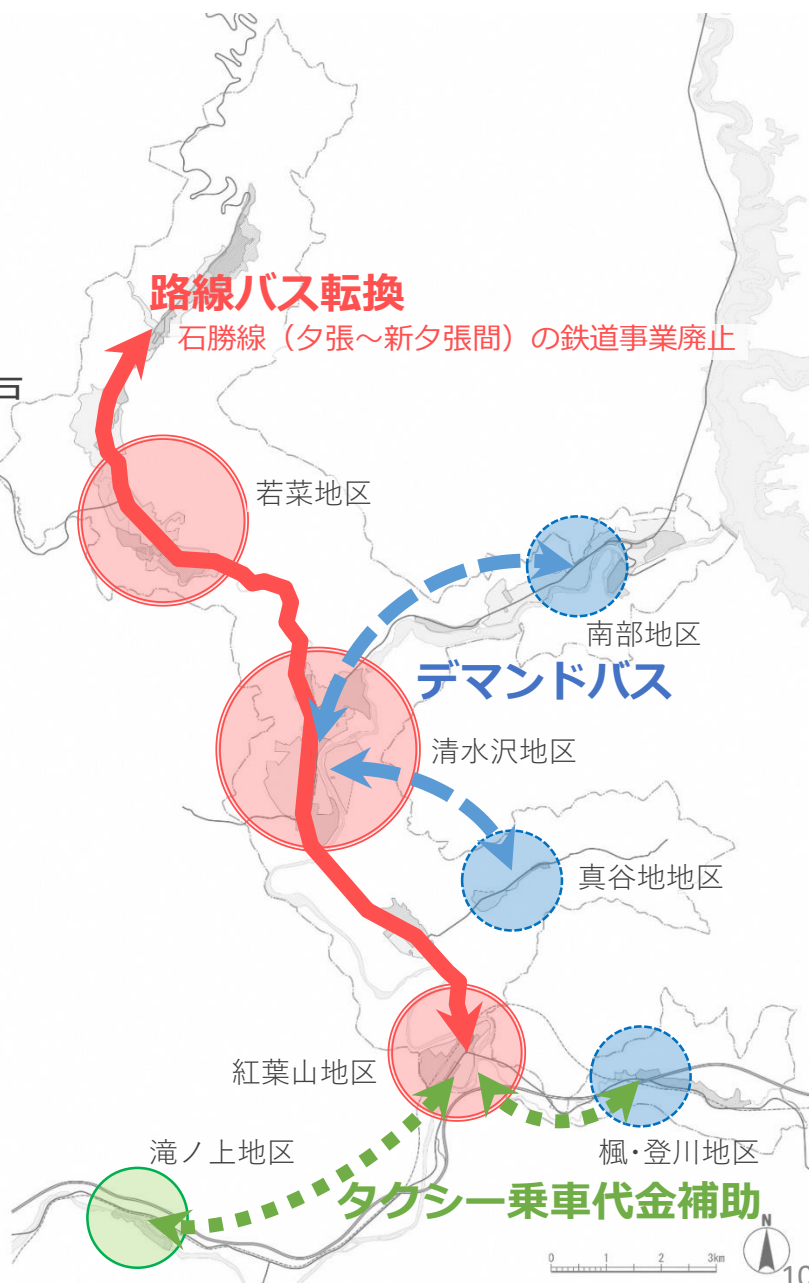 路線バス転換
石勝線（夕張～新夕張間）の鉄道事業廃止
若菜地区
南部地区
デマンドバス
清水沢地区
真谷地地区
紅葉山地区
滝ノ上地区
楓・登川地区
タクシー乗車代金補助
N
0 1 2 3km
10